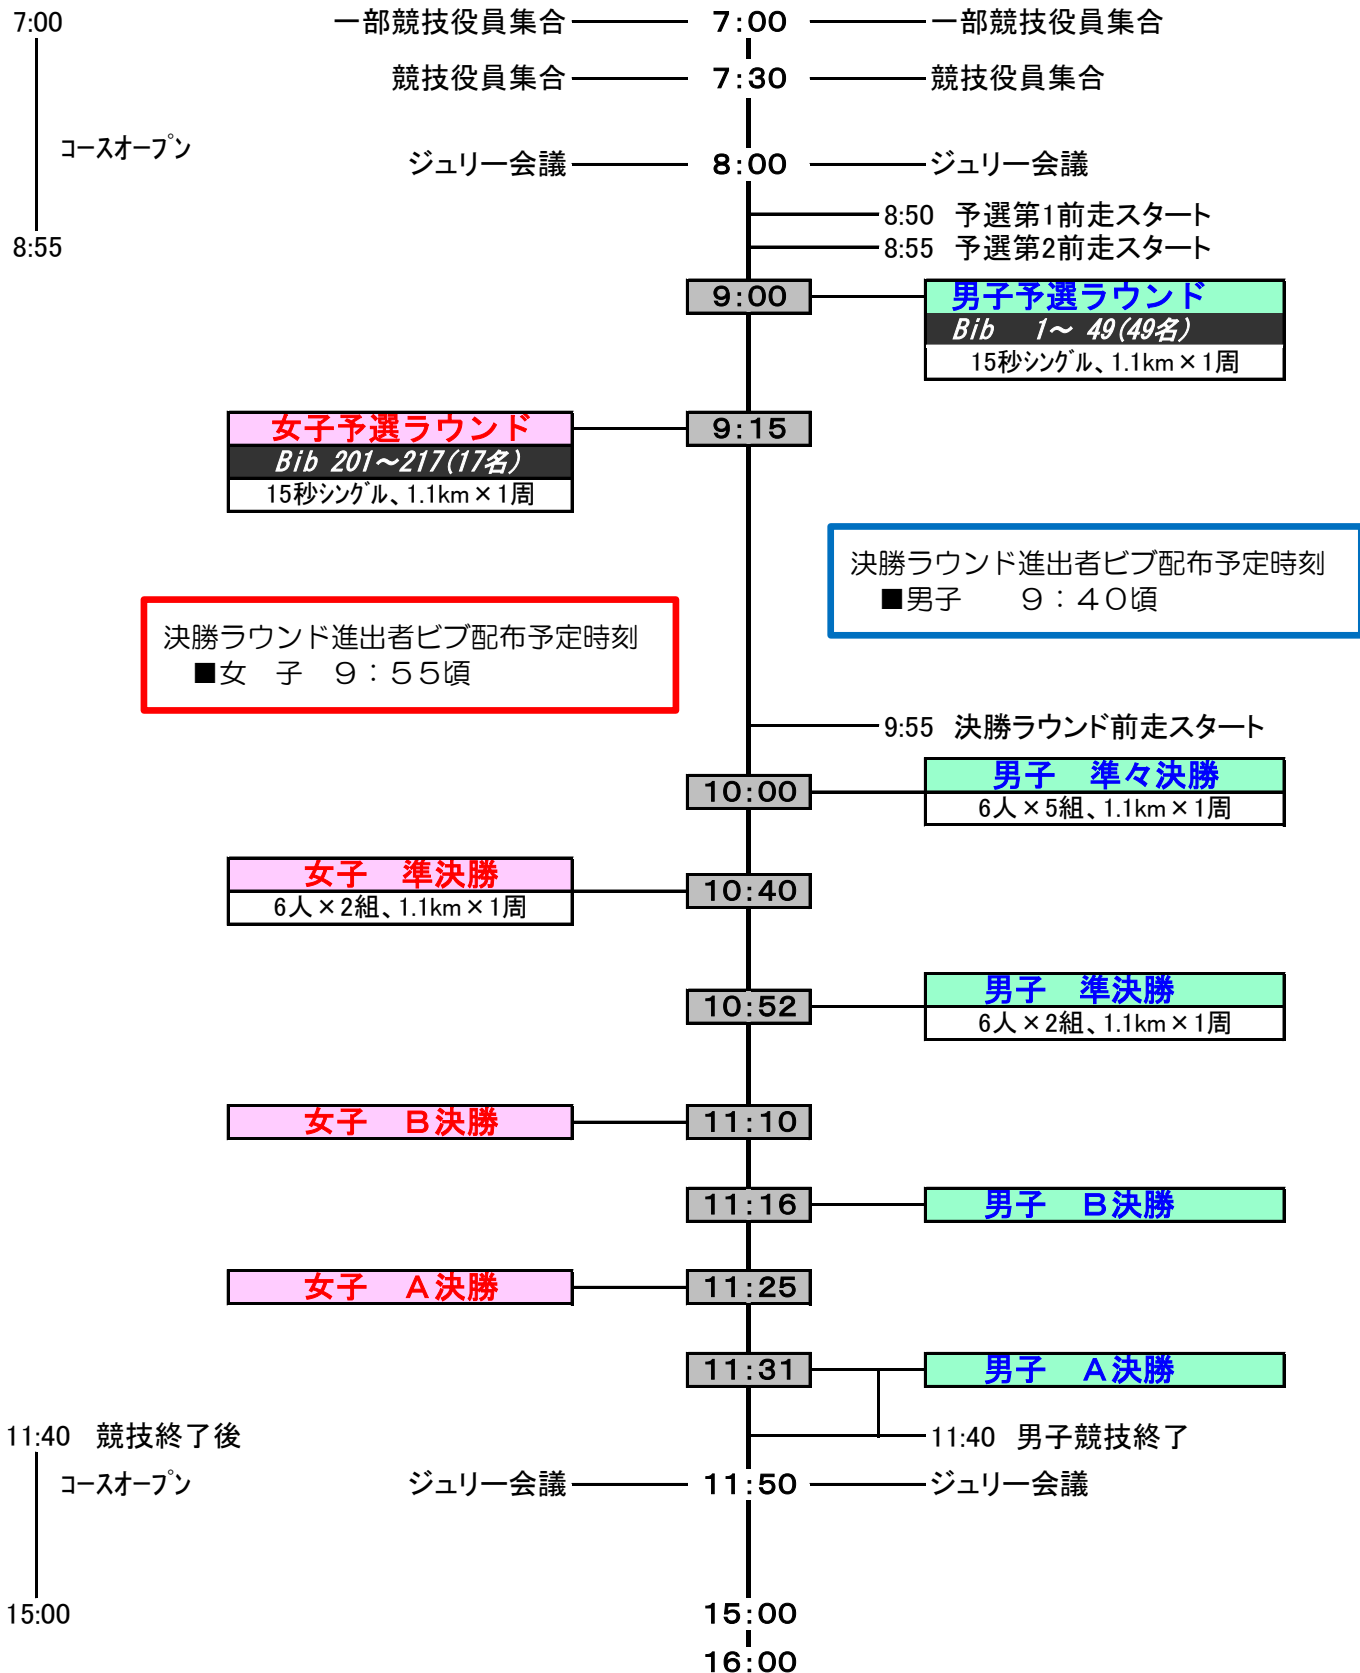 7:00 一部競技役員集合 7:00 一部競技役員集合
競技役員集合 7:30 競技役員集合
コースオープン ジュリー会議 8:00 ジュリー会議
8:50 予選第1前走スタート
8:55 8:55 予選第2前走スタート
9:00 男子予選ラウンド
Bib 1～ 49(49名)
15秒シングル、1.1km×1周
女子予選ラウンド 9:15
Bib 201～217(17名)
15秒シングル、1.1km×1周
決勝ラウンド進出者ビブ配布予定時刻
■男子 9：40頃
決勝ラウンド進出者ビブ配布予定時刻
■女 子 9：55頃
9:55 決勝ラウンド前走スタート
10:00 男子 準々決勝
6人×5組、1.1km×1周
女子 準決勝 10:40
6人×2組、1.1km×1周
10:52 男子 準決勝
6人×2組、1.1km×1周
女子 B決勝 11:10
11:16 男子 B決勝
女子 A決勝 11:25
11:31 男子 A決勝
11:40 競技終了後 11:40 男子競技終了
コースオープン ジュリー会議 11:50 ジュリー会議
15:00 15:00
16:00